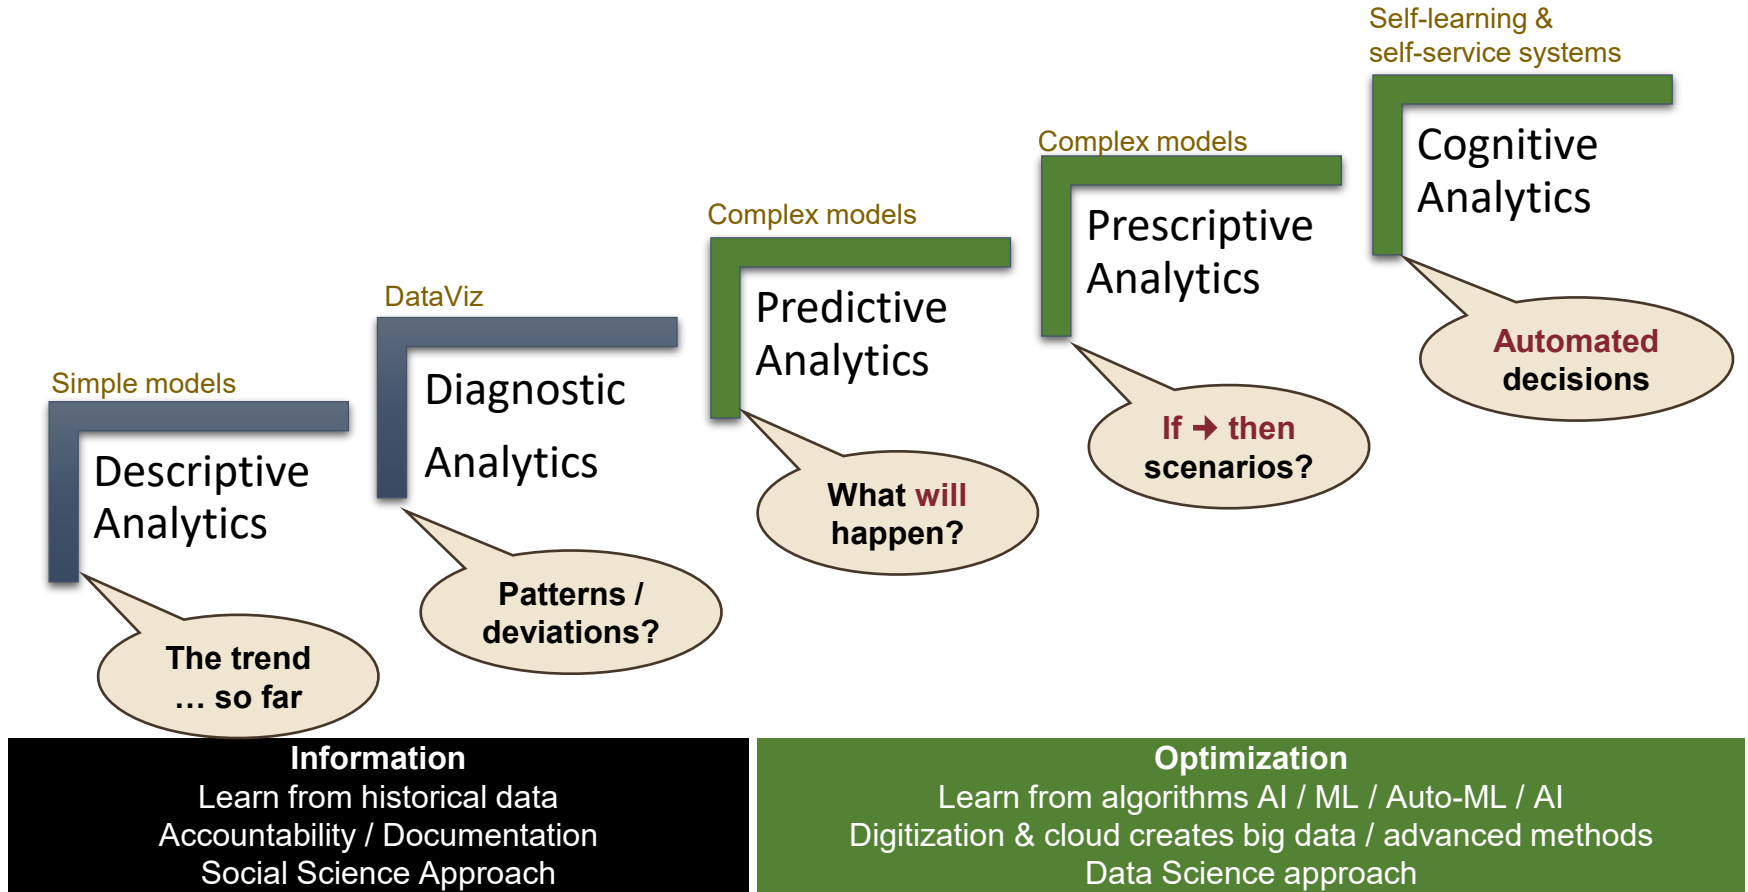 Self-learning &
self-service systems
Cognitive
Analytics
Automated
decisions
Complex models
Prescriptive
Analytics
If → then
scenarios?
Complex models
Predictive
Analytics
What will
happen?
DataViz
Diagnostic
Analytics
Patterns /
deviations?
Simple models
Descriptive
Analytics
The trend
… so far
Information
Learn from historical data
Accountability / Documentation
Social Science Approach
Optimization
Learn from algorithms AI / ML / Auto-ML / AI
Digitization & cloud creates big data / advanced methods
Data Science approach